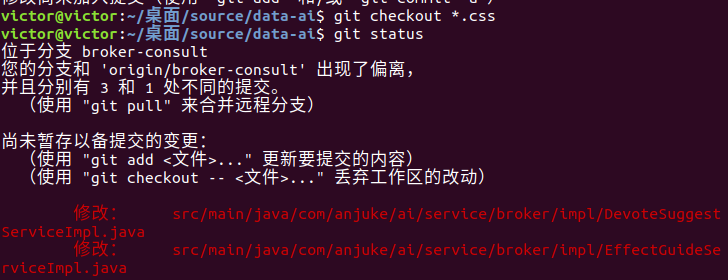 victor@victor:~/桌面/source/data-ai$ git checkout *.css
victor@victor:~/桌面/source/data-ai$ git status
位于分支 broker-consult
您的分支和 'origin/broker-consult' 出现了偏离，
并且分别有 3 和 1 处不同的提交。
（使用 "git pull" 来合并远程分支）
尚未暂存以备提交的变更：
（使用 "git add <文件>..." 更新要提交的内容）
（使用 "git checkout -- <文件>..." 丢弃工作区的改动）
修改： src/main/java/com/anjuke/ai/service/broker/impl/DevoteSuggest
ServiceImpl.java
修改： src/main/java/com/anjuke/ai/service/broker/impl/EffectGuideSe
rviceImpl.java